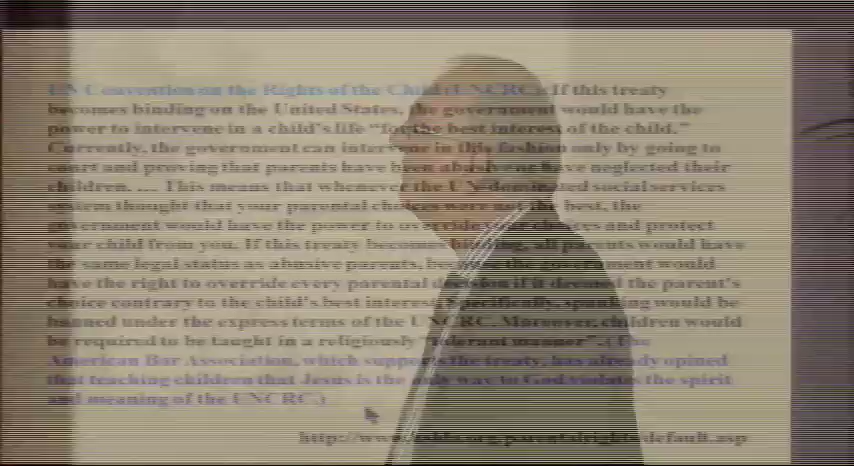 UN Convention on the Rights of the Child (UNCRC): If this treaty
becomes binding on the United States, the government would have the
power to intervene in a child's life "for the best interest of the child."
Currently, the government can intervene in this fashion only by going to
court and proving that parents have been abusive or have neglected their
children. ... This means that whenever the UN-dominated social services
system thought that your parental choices were not the best, the
government would have the power to override your choices and protect
your child from you. If this treaty becomes binding, all parents would have
the same legal status as abusive parents, because the government would
have the right to override every parental decision if it deemed the parent's
choice contrary to the child's best interest. Specifically, spanking would be
banned under the express terms of the UNCRC. Moreover, children would
be required to be taught in a religiously "tolerant manner". (The
American Bar Association, which supports the treaty, has already opined
that teaching children that Jesus is the only way to God violates the spirit
and meaning of the UNCRC.)
http://www.hslda.org/parentalrights/default.asp